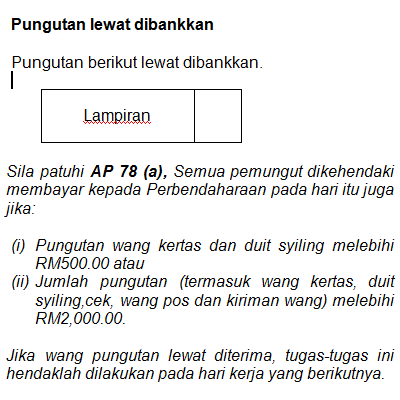 Pungutan lewat dibankkan
Pungutan berikut lewat dibankkan.
Lampiran
Sila patuhi AP 78 (a), Semua pemungut dikehendaki
membayar kepada Perbendaharaan pada hari itu juga
jika:
(i) Pungutan wang kertas dan duit syiling melebihi
RM500.00 atau
(ii) Jumlah pungutan (termasuk wang kertas, duit
syiling,cek, wang pos dan kiriman wang) melebihi
RM2,000.00.
Jika wang pungutan lewat diterima, tugas-tugas ini
hendaklah dilakukan pada hari kerja yang berikutnya.